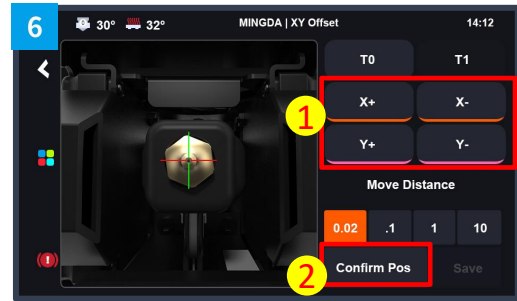 6
30° 32° MINGDA | XY Offset 14:12
T0 T1
1
X+ X-
Y+ Y-
Move Distance
0.02 .1 1 10
2
Confirm Pos Save